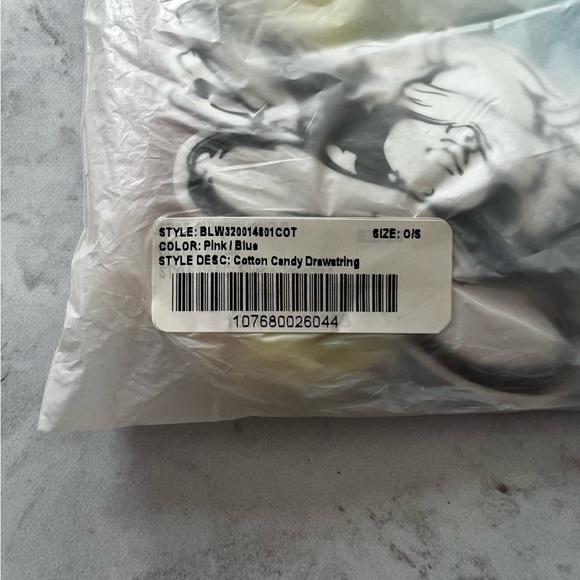 STYLE: BLW320014801COT SIZE: O/S
COLOR: Pink / Blue
STYLE DESC: Cotton Candy Drawstring
107680026044